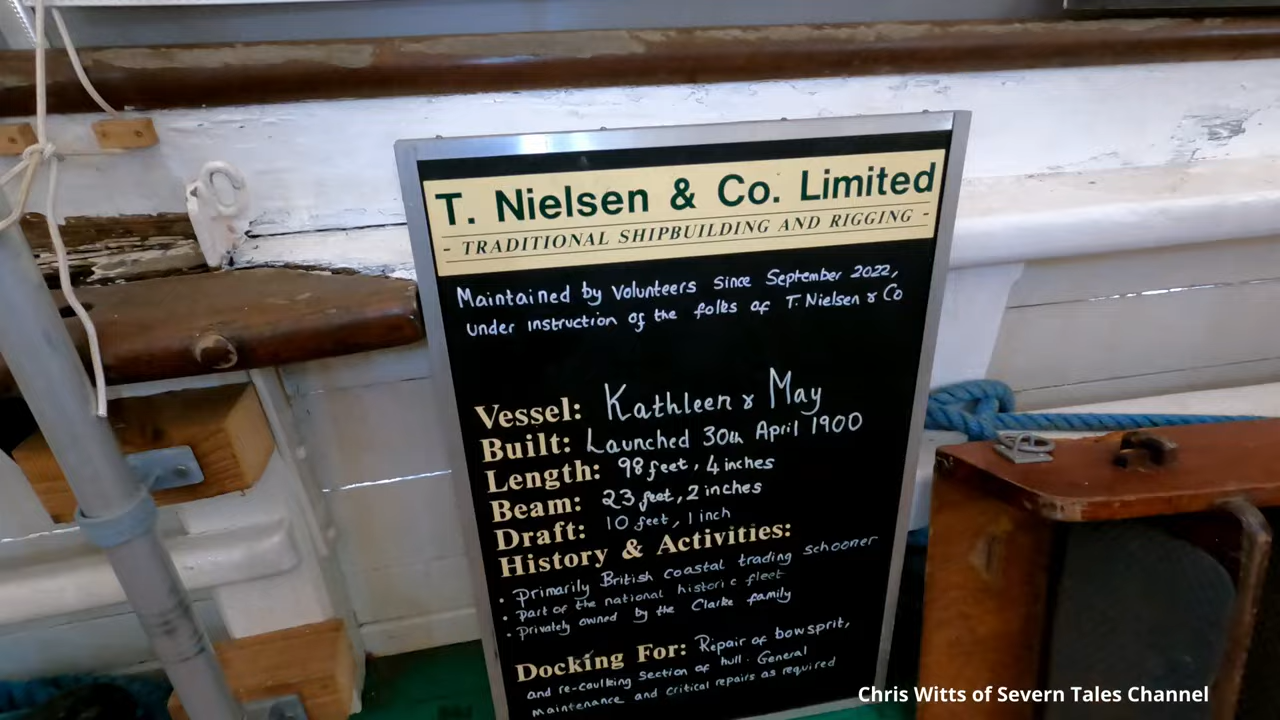 T. Nielsen & Co. Limited
- TRADITIONAL SHIPBUILDING AND RIGGING -
Maintained by Volunteers since September 2022,
under instruction of the folks of T. Nielsen & Co
Vessel: Kathleen & May
Built: Launched 30th April 1900
Length: 98 feet, 4 inches
Beam: 23 feet, 2 inches
Draft: 10 feet, 1 inch
History & Activities:
• Primarily British coastal trading schooner
• Part of the national historic fleet
• Privately owned by the Clarke family
Docking For: Repair of bowsprit,
and re-caulking section of hull. General
maintenance and critical repairs as required
Chris Witts of Severn Tales Channel